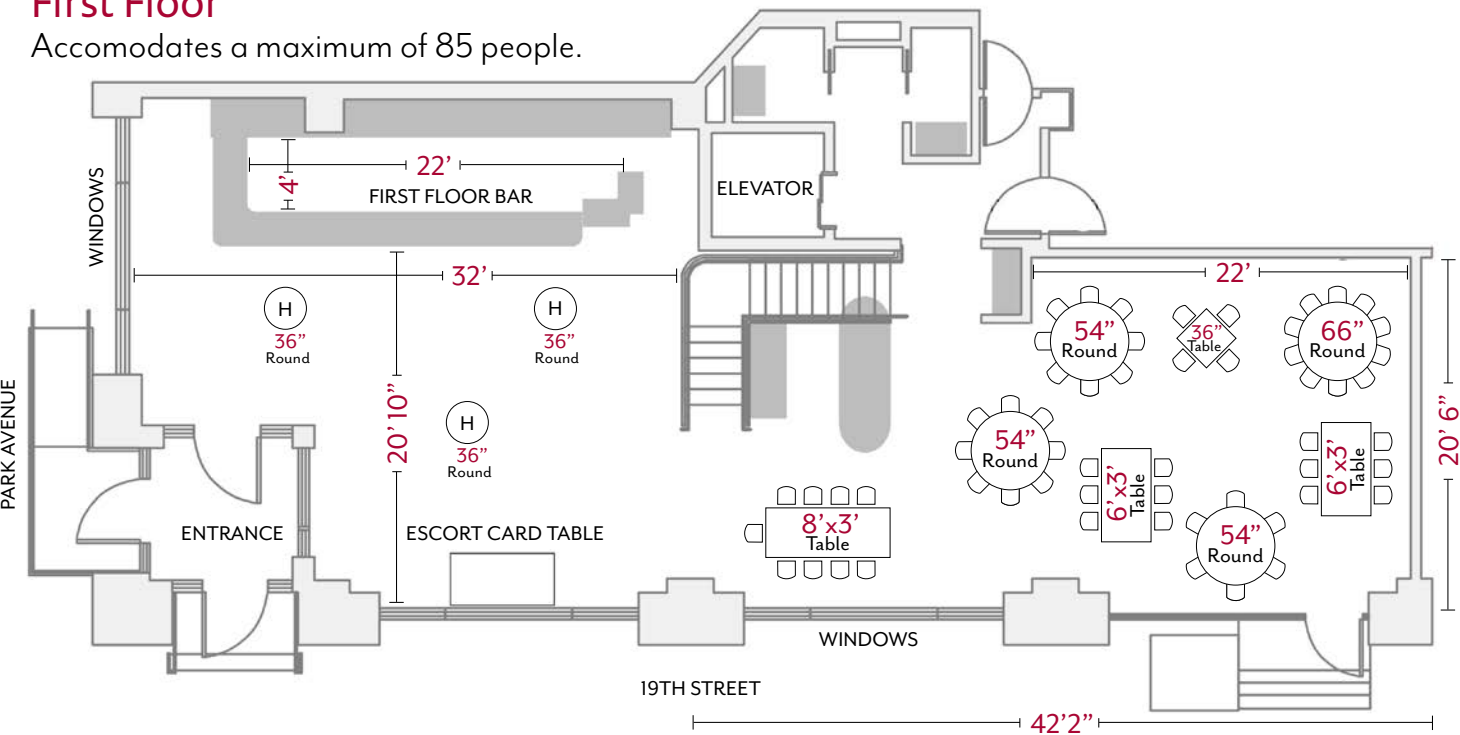 First Floor
Accomodates a maximum of 85 people.
WINDOWS
22’
4’
FIRST FLOOR BAR
ELEVATOR
32’
22’
H
36”
Round
H
36”
Round
54”
Round
36”
Table
66”
Round
PARK AVENUE
20’ 10”
H
36”
Round
54”
Round
6’x3’
Table
6’x3’
Table
20’ 6”
ENTRANCE
ESCORT CARD TABLE
8’x3’
Table
54”
Round
WINDOWS
19TH STREET
42’2”